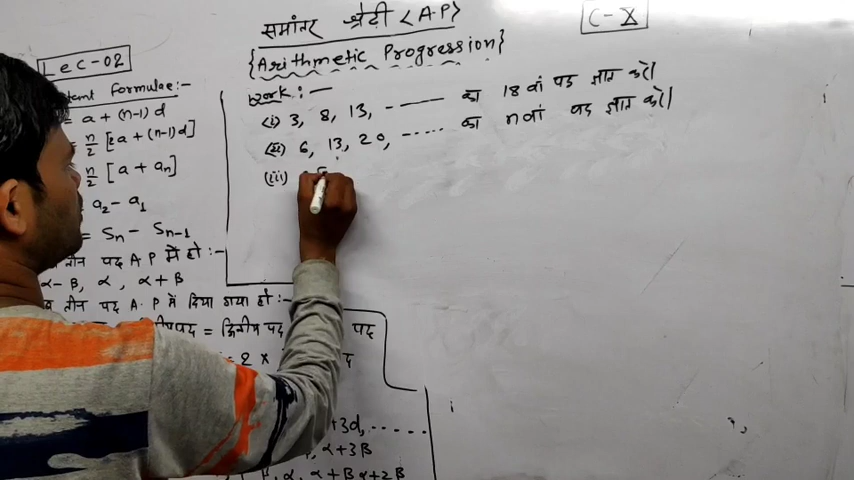 समांतर श्रेढ़ी <A.P>
C-X
Lec-02
{Arithmetic Progression}
formulae:-
= a + (n-1)d
work:-
(i) 3, 8, 13, ----- का 18वां पद ज्ञात करो।
= n/2 [2a + (n-1)d]
(ii) 6, 13, 20, ..... का nवां पद ज्ञात करो।
n/2 [a + an]
(iii)
= a2 - a1
= Sn - Sn-1
तीन पद A P में हो :-
α-β, α, α+β
तीन पद A.P में दिया गया हो:-
= द्वितीय पद पद
= 2 ×
+3d, .....
, α+3β
α, α+β α+2β